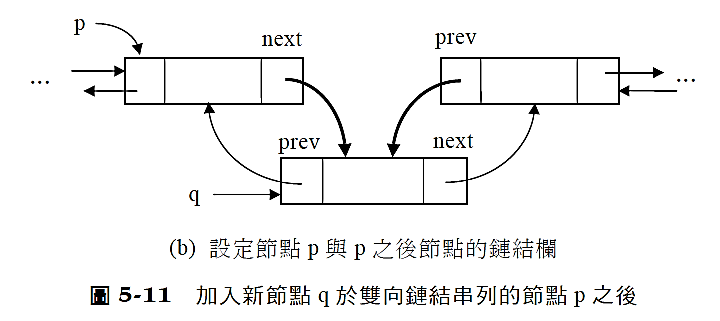 p
next
prev
...
...
prev
next
q
(b) 設定節點 p 與 p 之後節點的鏈結欄
圖 5-11 加入新節點 q 於雙向鏈結串列的節點 p 之後